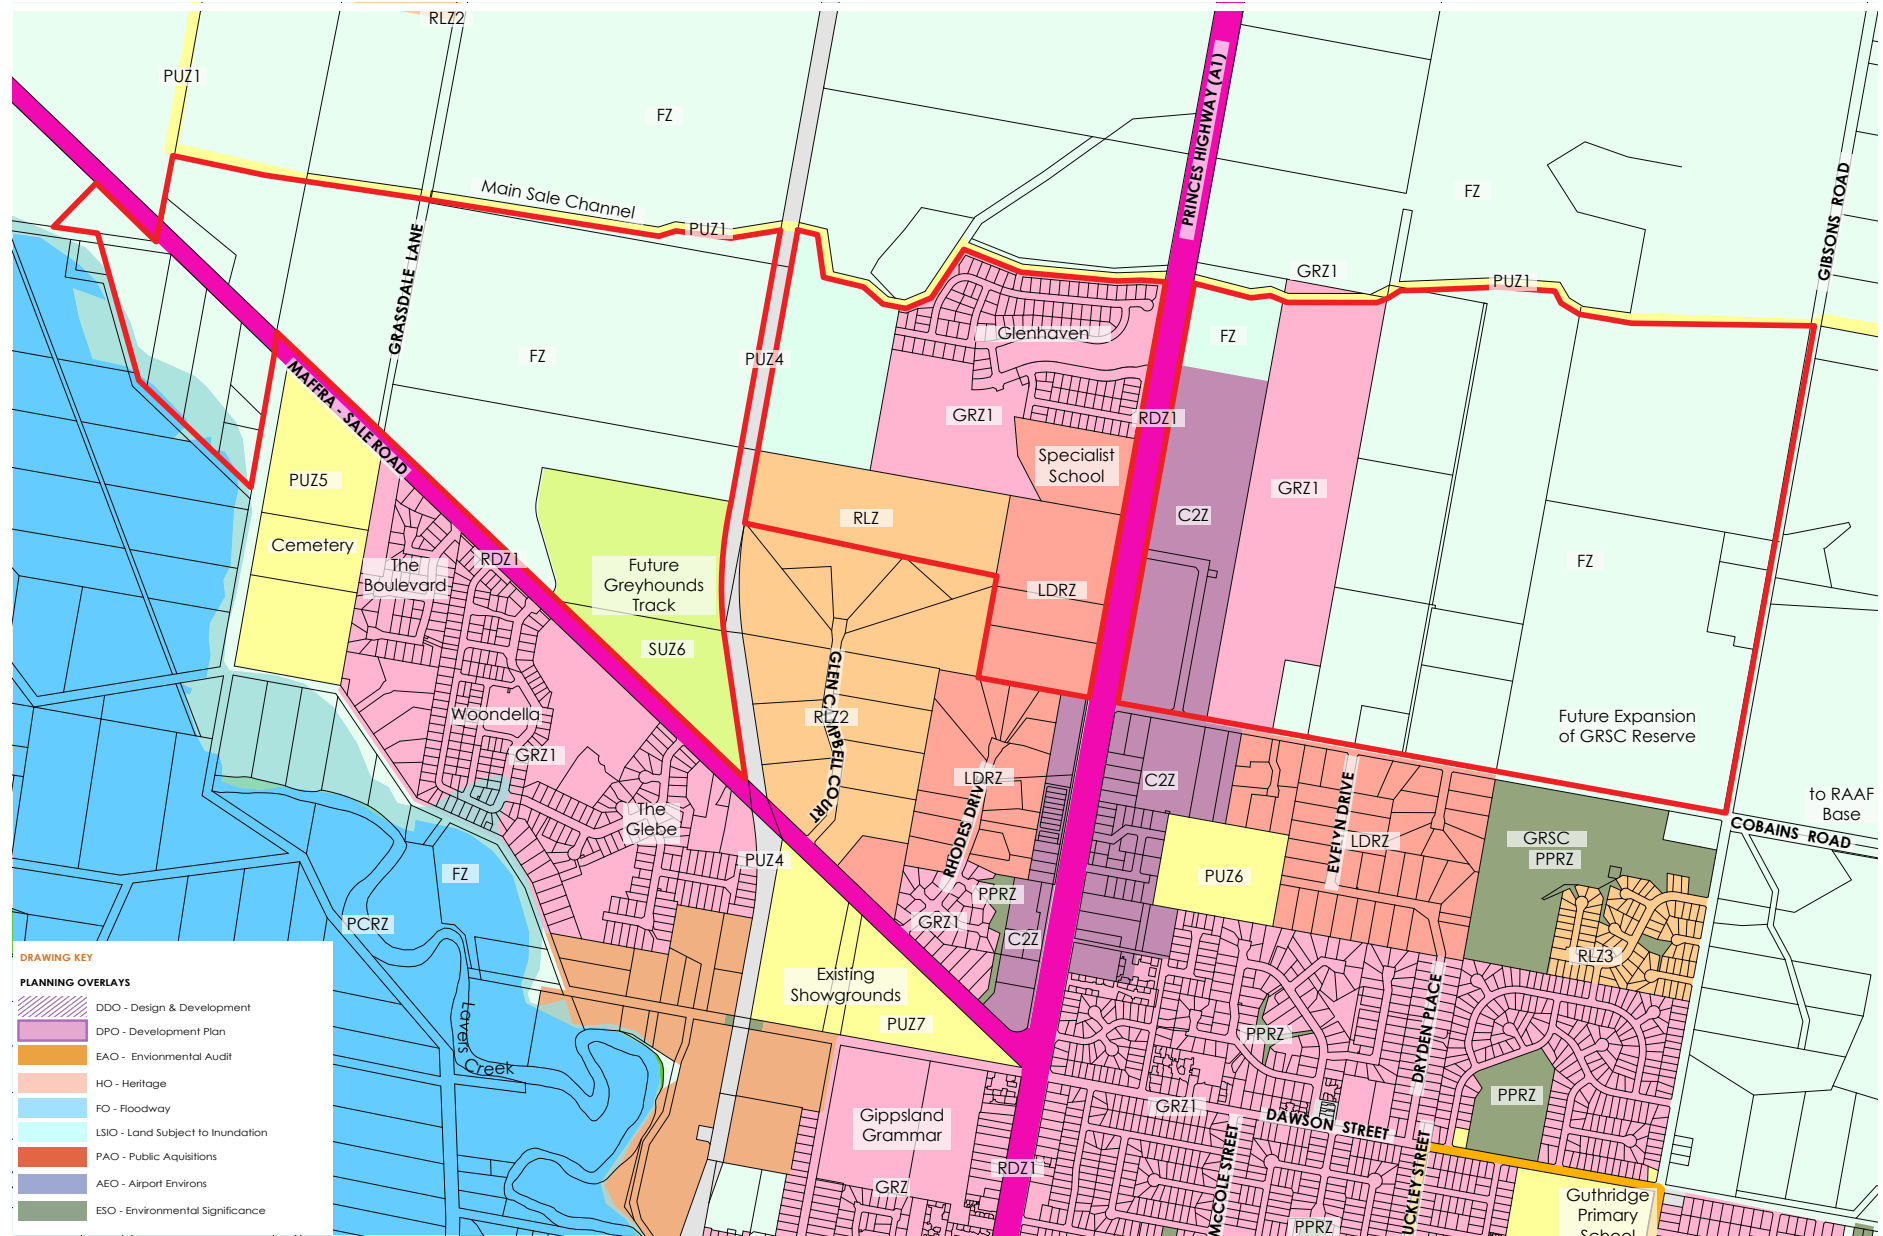 RLZ2
PUZ1
FZ
PRINCES HIGHWAY (A1)
FZ
GIBSONS ROAD
Main Sale Channel
PUZ1
GRASSDALE LANE
GRZ1
PUZ1
Glenhaven
FZ
FZ
PUZ4
MAFFRA - SALE ROAD
GRZ1
RDZ1
Specialist
School
PUZ5
GRZ1
C2Z
RLZ
Cemetery
The
Boulevard
RDZ1
Future
Greyhounds
Track
FZ
LDRZ
SUZ6
GLEN CAMPBELL COURT
Woondella
RLZ2
Future Expansion
of GRSC Reserve
GRZ1
LDRZ
C2Z
RHODES DRIVE
EVELYN DRIVE
to RAAF
Base
The
Glebe
COBAINS ROAD
LDRZ
GRSC
PPRZ
PUZ4
FZ
PUZ6
PPRZ
PCRZ
GRZ1
C2Z
RLZ3
Existing
Showgrounds
PUZ7
DRYDEN PLACE
PPRZ
Lavers
Creek
PPRZ
GRZ1
Gippsland
Grammar
DAWSON STREET
McCOLE STREET
UCKLEY STREET
RDZ1
GRZ
Guthridge
Primary
School
PPRZ
DRAWING KEY
PLANNING OVERLAYS
DDO - Design & Development
DPO - Development Plan
EAO - Envionmental Audit
HO - Heritage
FO - Floodway
LSIO - Land Subject to Inundation
PAO - Public Aquisitions
AEO - Airport Environs
ESO - Environmental Significance